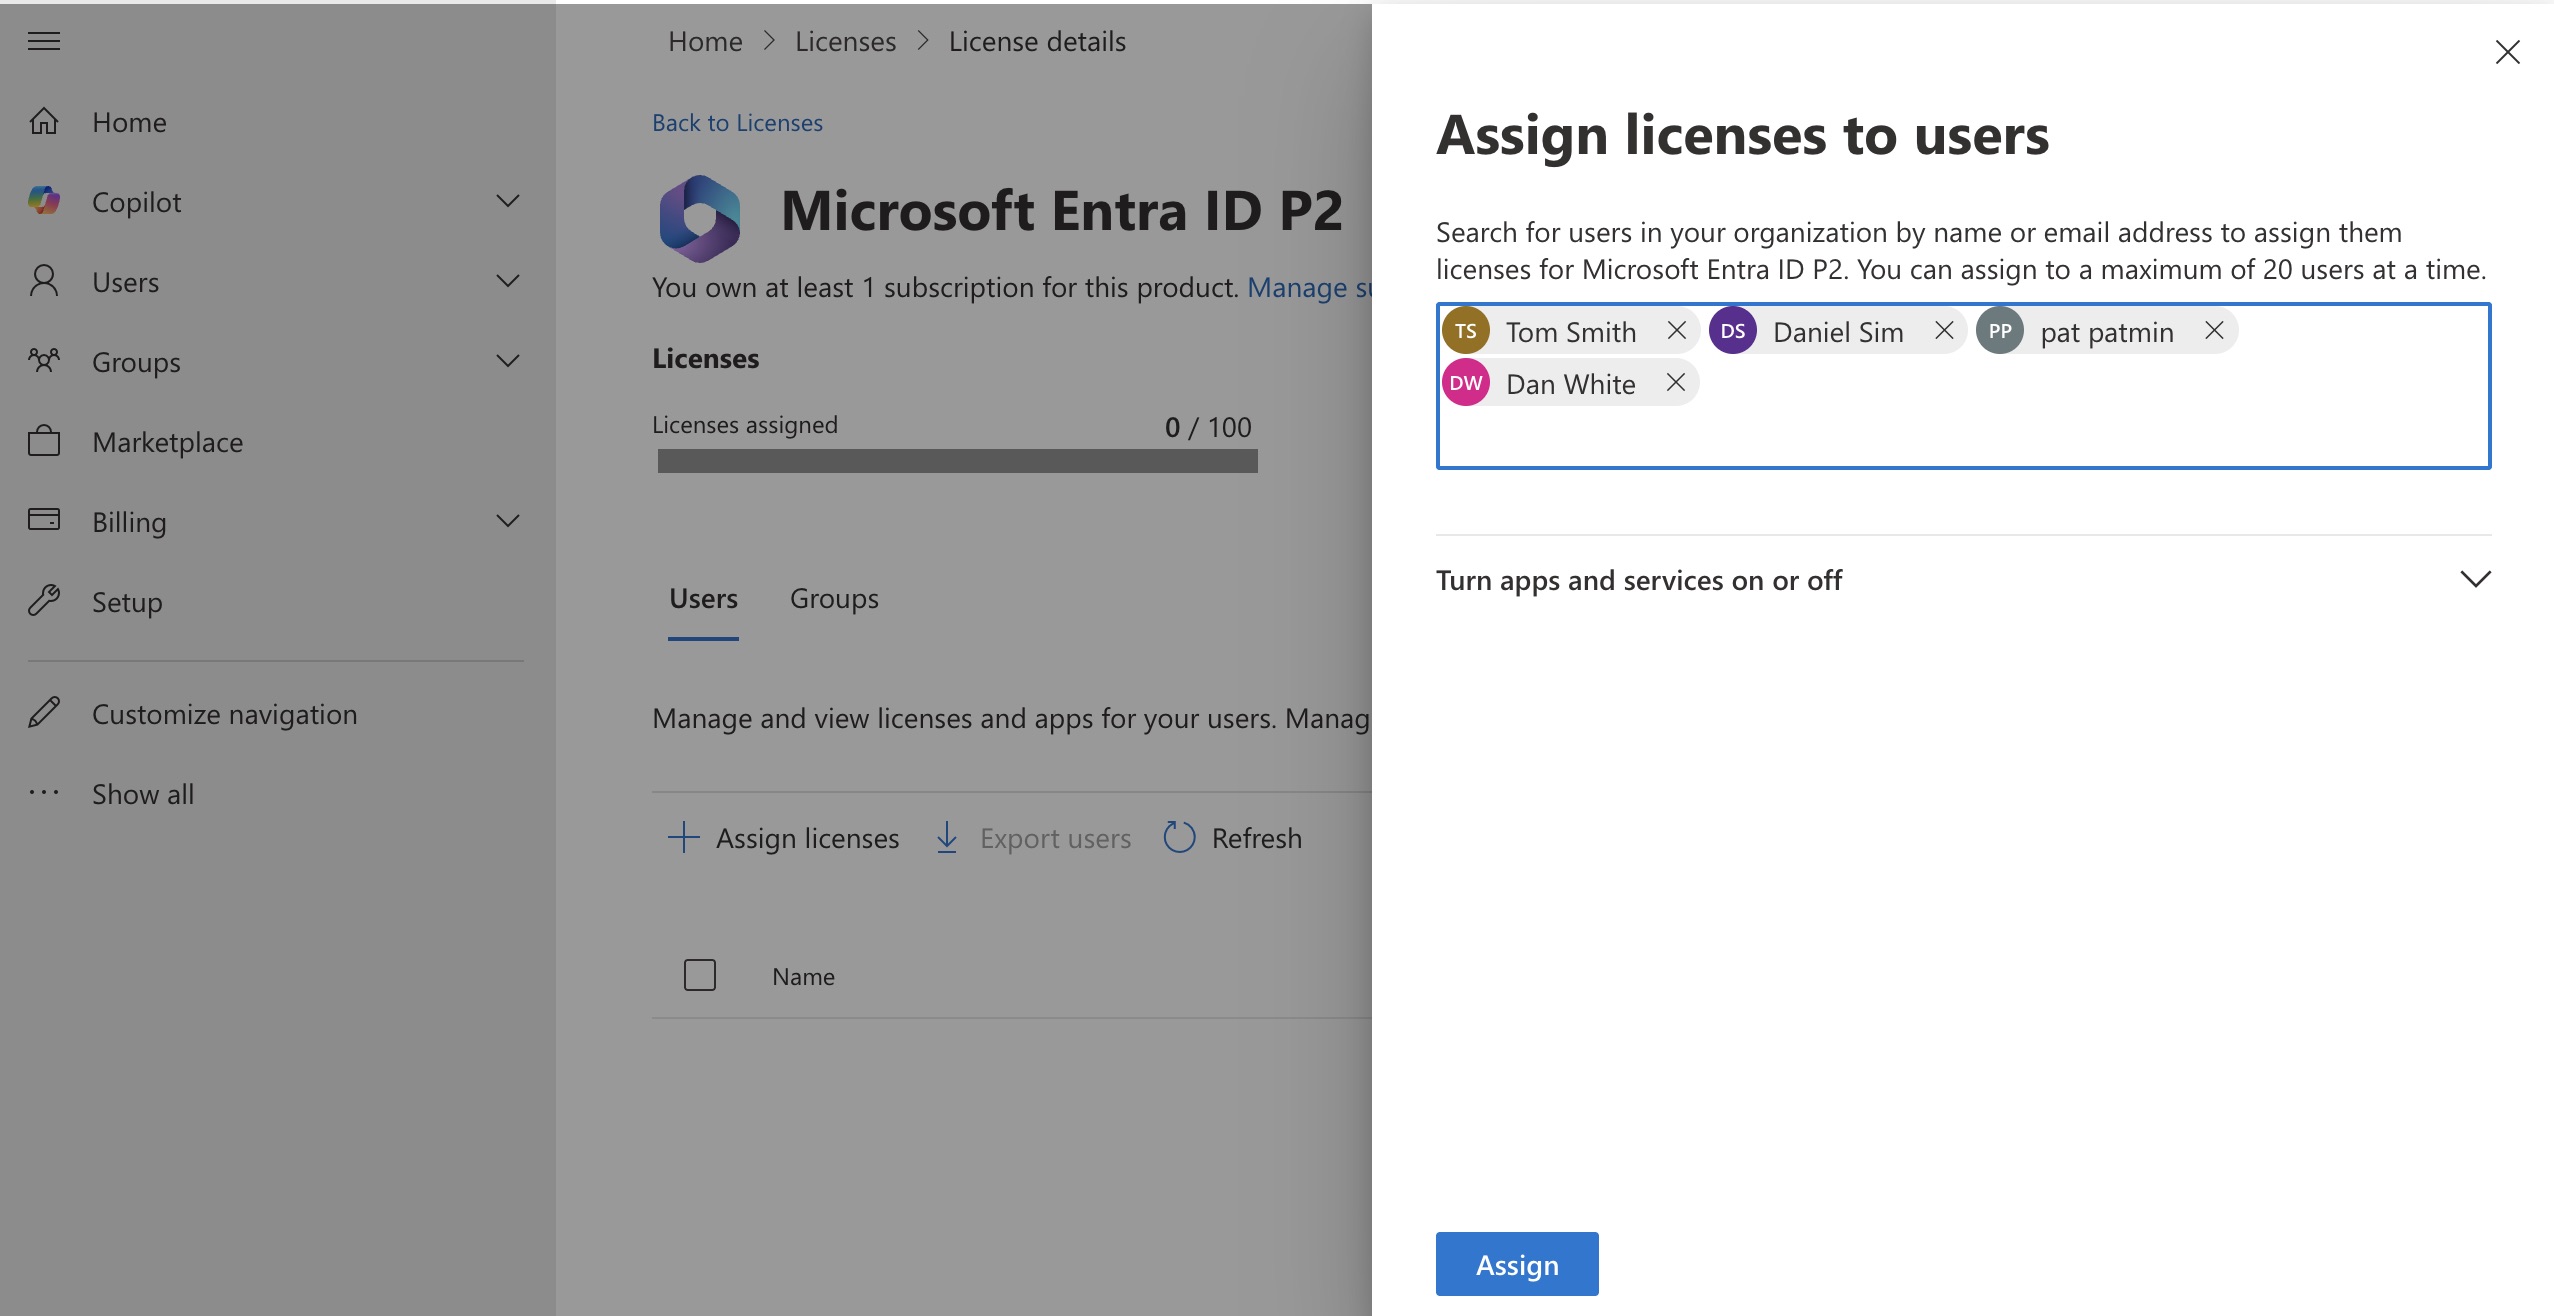 Home > Licenses > License details
Home
Copilot
Users
Groups
Marketplace
Billing
Setup
Customize navigation
Show all
Back to Licenses
Microsoft Entra ID P2
You own at least 1 subscription for this product. Manage su
Licenses
Licenses assigned 0 / 100
Users Groups
Manage and view licenses and apps for your users. Manag
Assign licenses Export users Refresh
Name
Assign licenses to users
Search for users in your organization by name or email address to assign them
licenses for Microsoft Entra ID P2. You can assign to a maximum of 20 users at a time.
TS Tom Smith DS Daniel Sim PP pat patmin
DW Dan White
Turn apps and services on or off
Assign